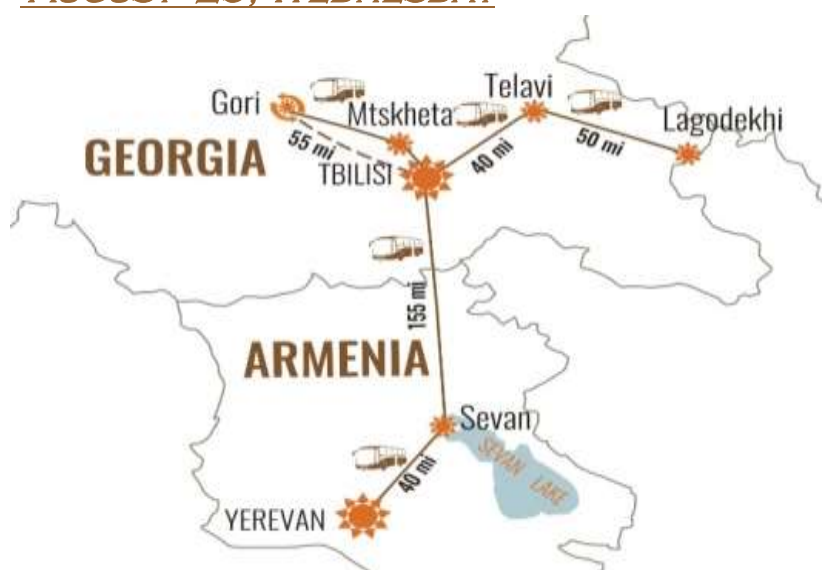 Telavi
Gori
Mtskheta
Lagodekhi
55 mi
50 mi
GEORGIA
40 mi
TBILISI
155 mi
ARMENIA
Sevan
SEVAN LAKE
40 mi
YEREVAN